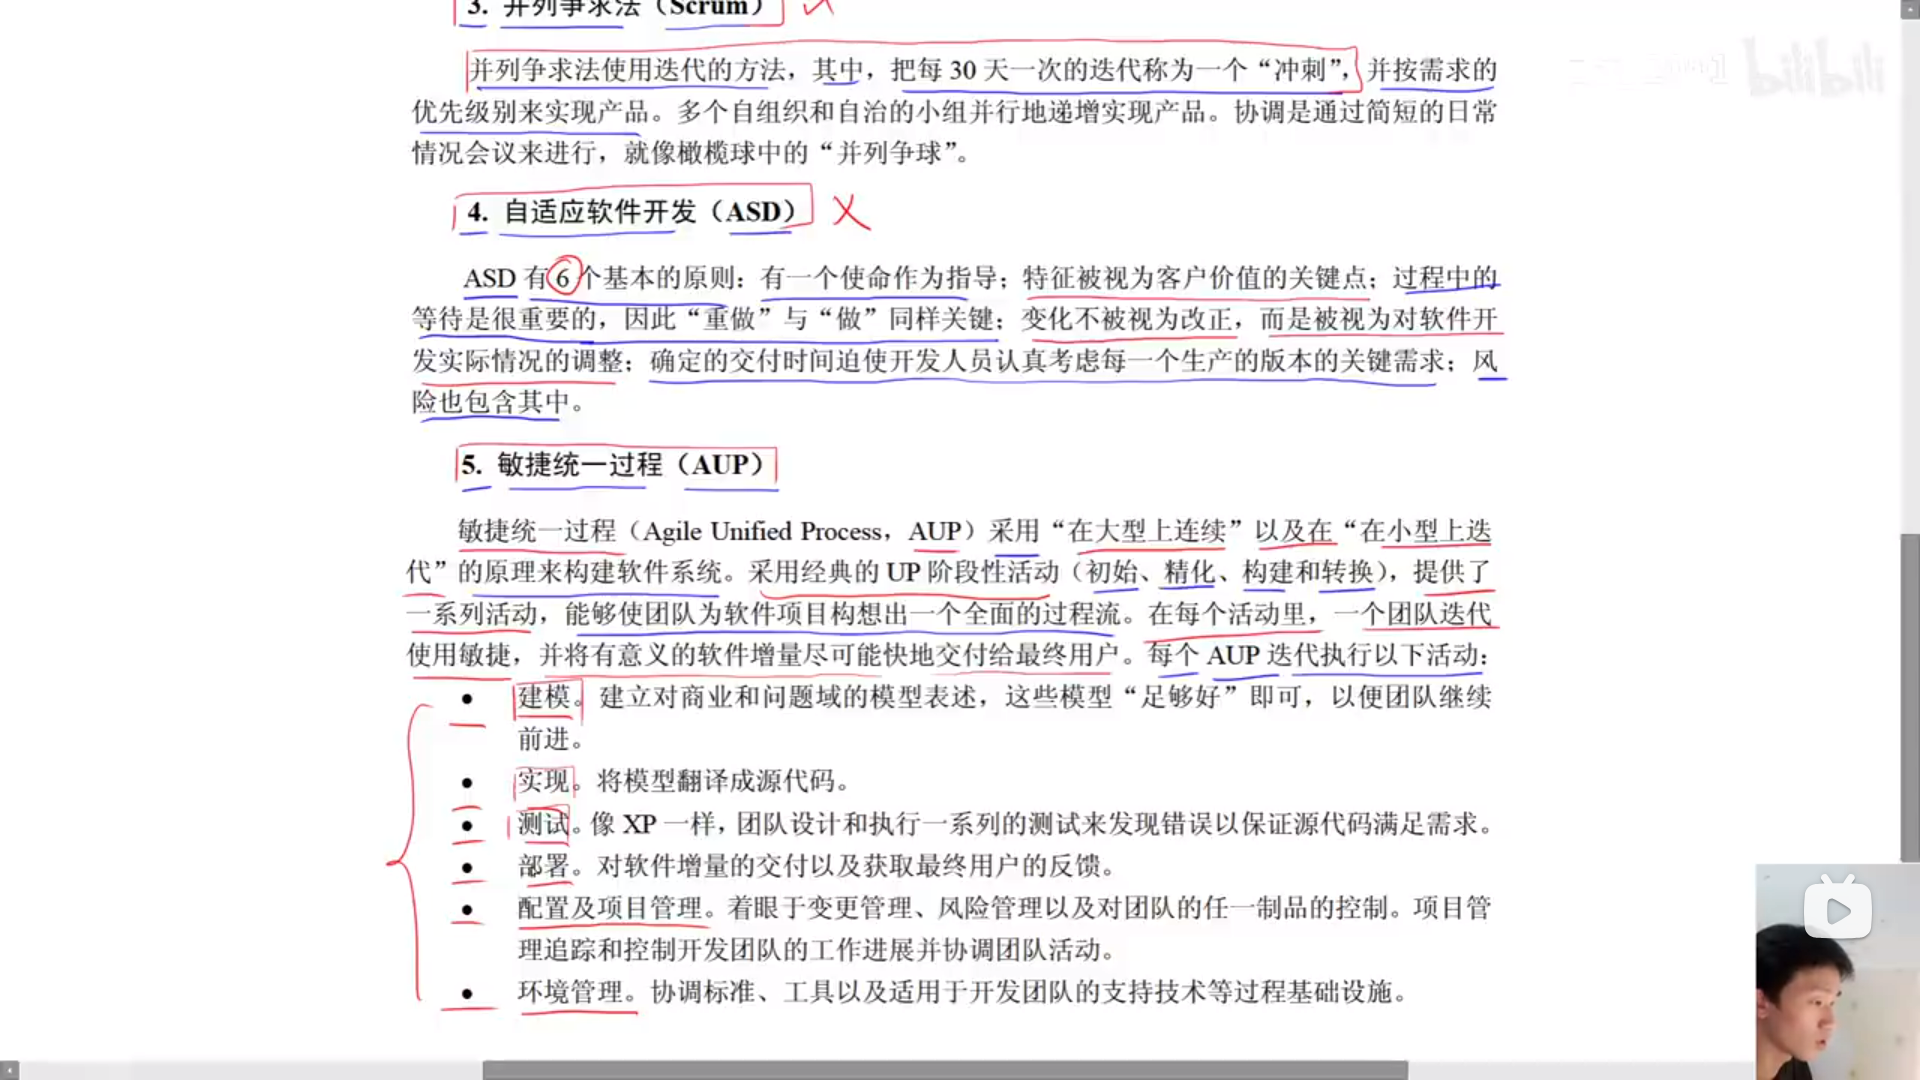 3. 并列争求法（Scrum）
并列争求法使用迭代的方法，其中，把每 30 天一次的迭代称为一个“冲刺”，并按需求的
优先级别来实现产品。多个自组织和自治的小组并行地递增实现产品。协调是通过简短的日常
情况会议来进行，就像橄榄球中的“并列争球”。
4. 自适应软件开发（ASD）
ASD 有 6 个基本的原则：有一个使命作为指导；特征被视为客户价值的关键点；过程中的
等待是很重要的，因此“重做”与“做”同样关键；变化不被视为改正，而是被视为对软件开
发实际情况的调整；确定的交付时间迫使开发人员认真考虑每一个生产的版本的关键需求；风
险也包含其中。
5. 敏捷统一过程（AUP）
敏捷统一过程（Agile Unified Process，AUP）采用“在大型上连续”以及在“在小型上迭
代”的原理来构建软件系统。采用经典的 UP 阶段性活动（初始、精化、构建和转换），提供了
一系列活动，能够使团队为软件项目构想出一个全面的过程流。在每个活动里，一个团队迭代
使用敏捷，并将有意义的软件增量尽可能快地交付给最终用户。每个 AUP 迭代执行以下活动：
● 建模。建立对商业和问题域的模型表述，这些模型“足够好”即可，以便团队继续
前进。
● 实现。将模型翻译成源代码。
● 测试。像 XP 一样，团队设计和执行一系列的测试来发现错误以保证源代码满足需求。
● 部署。对软件增量的交付以及获取最终用户的反馈。
● 配置及项目管理。着眼于变更管理、风险管理以及对团队的任一制品的控制。项目管
理追踪和控制开发团队的工作进展并协调团队活动。
● 环境管理。协调标准、工具以及适用于开发团队的支持技术等过程基础设施。
bilibili